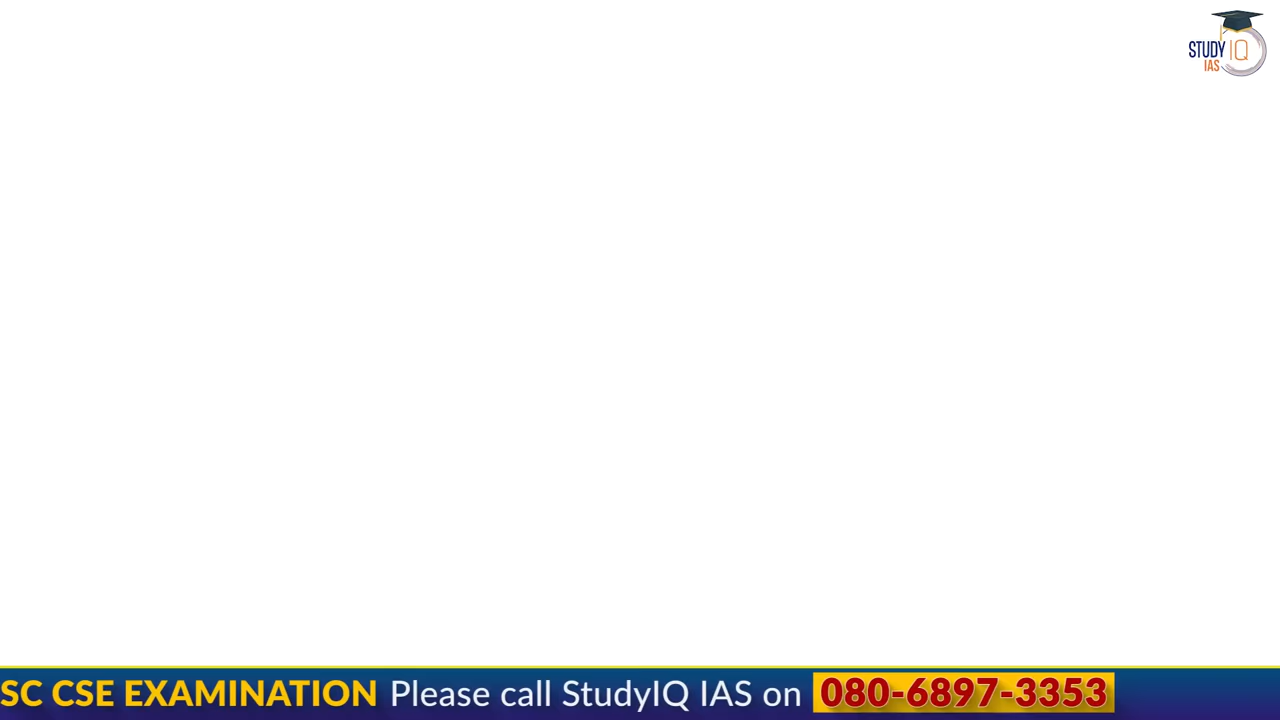 STUDY IQ
IAS
SC CSE EXAMINATION Please call StudyIQ IAS on 080-6897-3353